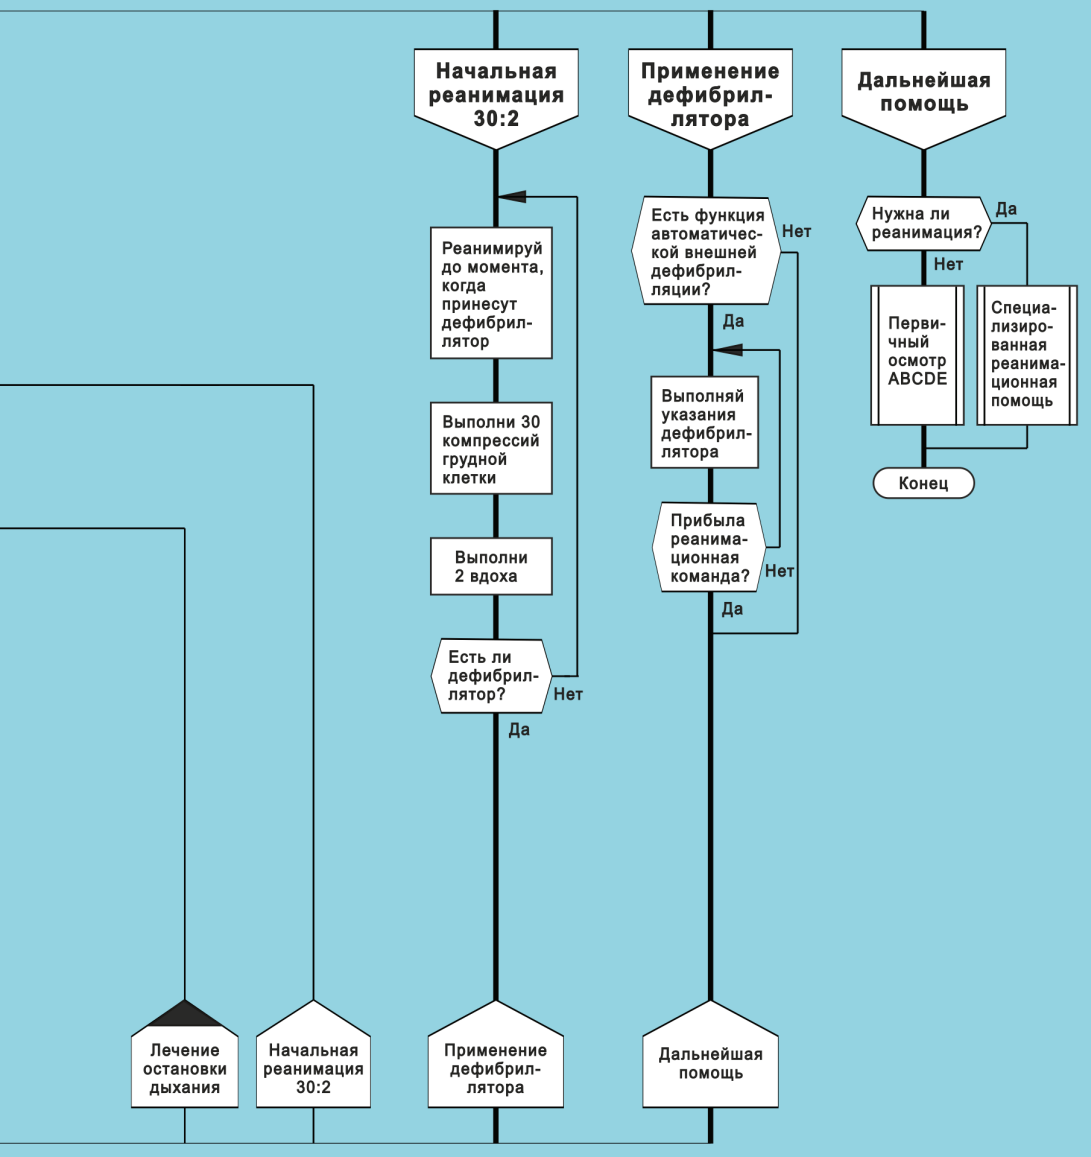 Начальная
реанимация
30:2
Реанимируй
до момента,
когда
принесут
дефибрил-
лятор
Выполни 30
компрессий
грудной
клетки
Выполни
2 вдоха
Есть ли
дефибрил-
лятор?
Нет
Да
Применение
дефибрил-
лятора
Есть функция
автоматичес-
кой внешней
дефибрил-
ляции?
Нет
Да
Выполняй
указания
дефибрил-
лятора
Прибыла
реанима-
ционная
команда?
Нет
Да
Дальнейшая
помощь
Нужна ли
реанимация?
Да
Нет
Перви-
чный
осмотр
ABCDE
Специа-
лизиро-
ванная
реанима-
ционная
помощь
Конец
Лечение
остановки
дыхания
Начальная
реанимация
30:2
Применение
дефибрил-
лятора
Дальнейшая
помощь